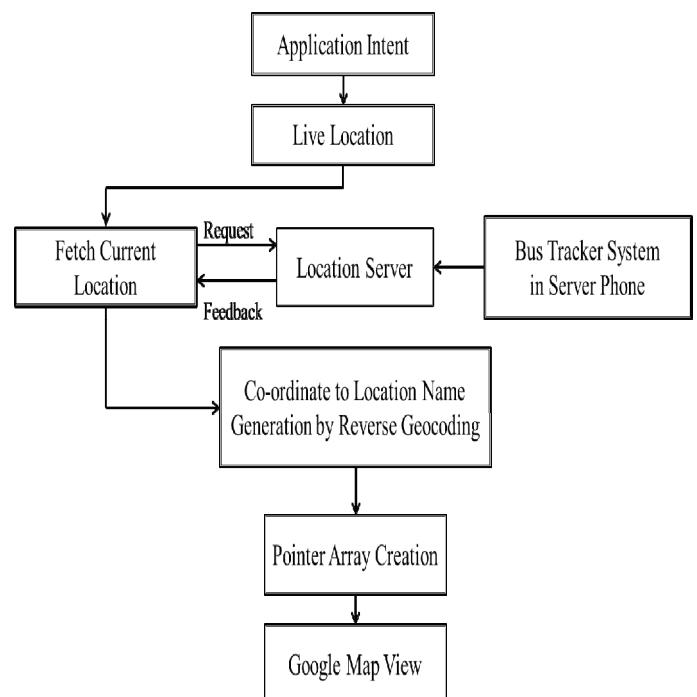 Application Intent
Live Location
Fetch Current
Location
Request
Feedback
Location Server
Bus Tracker System
in Server Phone
Co-ordinate to Location Name
Generation by Reverse Geocoding
Pointer Array Creation
Google Map View